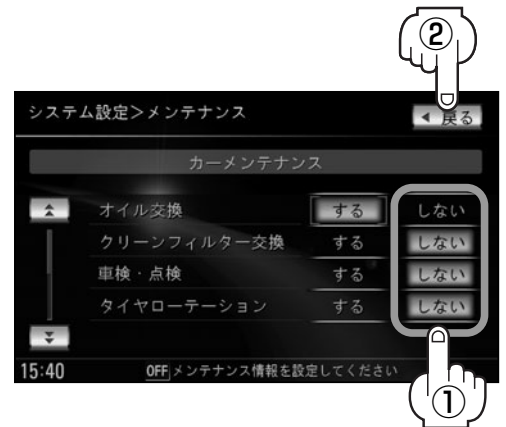 ②
システム設定＞メンテナンス
◀ 戻る
カーメンテナンス
オイル交換 する しない
クリーンフィルター交換 する しない
車検・点検 する しない
タイヤローテーション する しない
15:40 OFF メンテナンス情報を設定してください
①